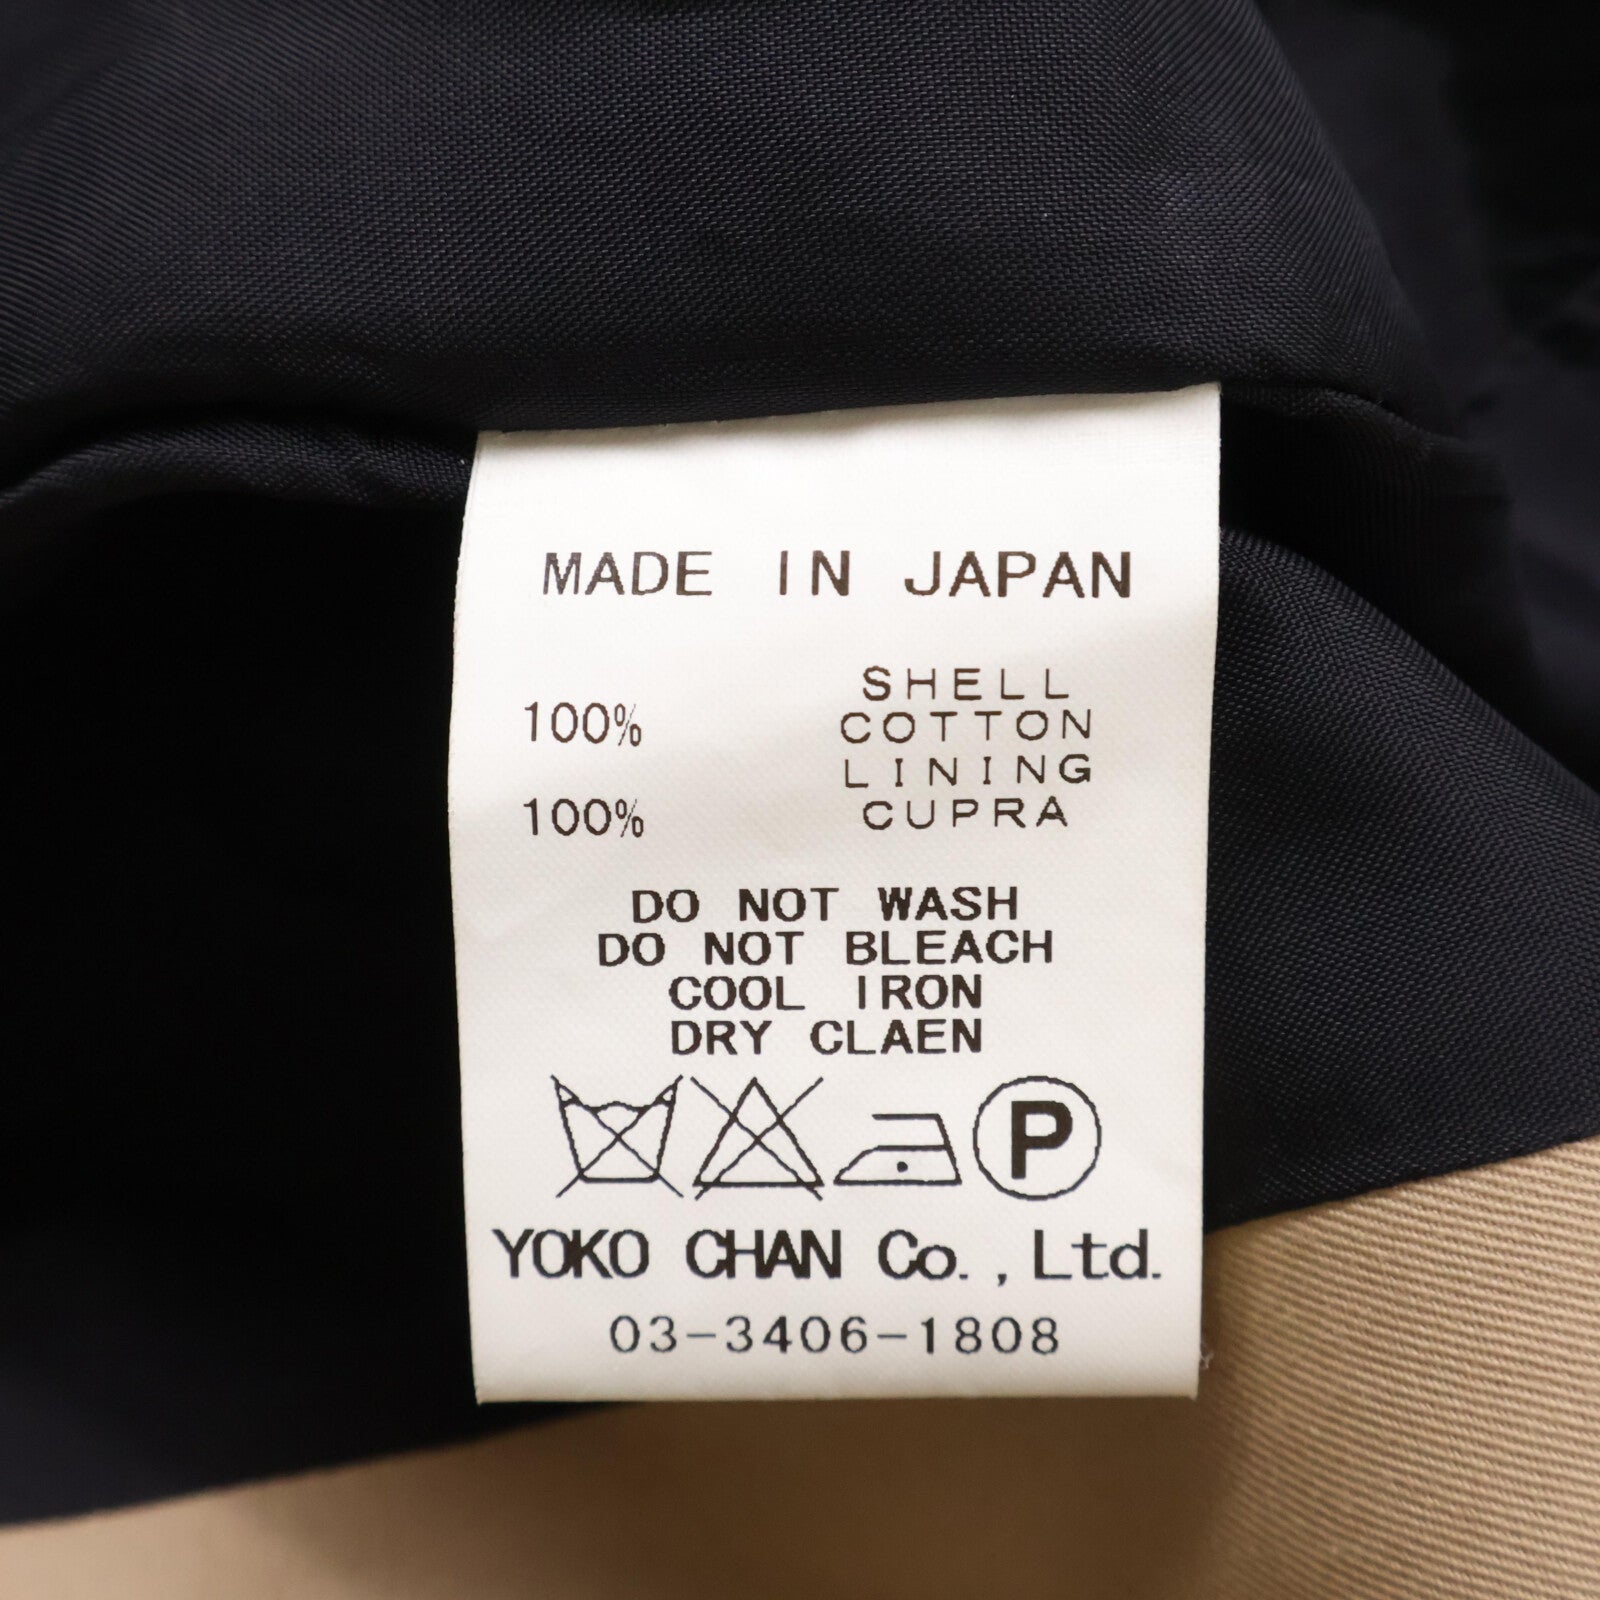 MADE IN JAPAN
SHELL
100% COTTON
LINING
100% CUPRA
DO NOT WASH
DO NOT BLEACH
COOL IRON
DRY CLAEN
P
YOKO CHAN Co.,Ltd.
03-3406-1808